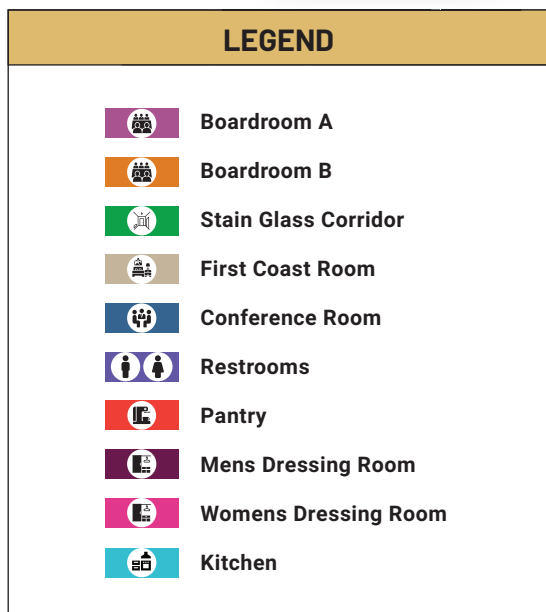 LEGEND
Boardroom A
Boardroom B
Stain Glass Corridor
First Coast Room
Conference Room
Restrooms
Pantry
Mens Dressing Room
Womens Dressing Room
Kitchen